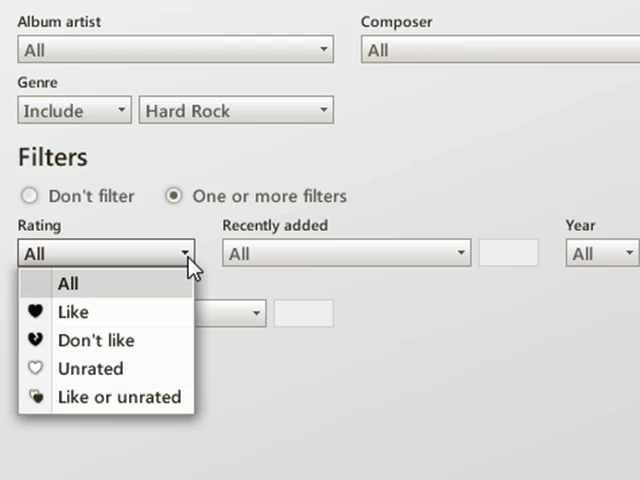 Album artist Composer
All All
Genre
Include Hard Rock
Filters
Don't filter One or more filters
Rating Recently added Year
All All All
All
Like
Don't like
Unrated
Like or unrated